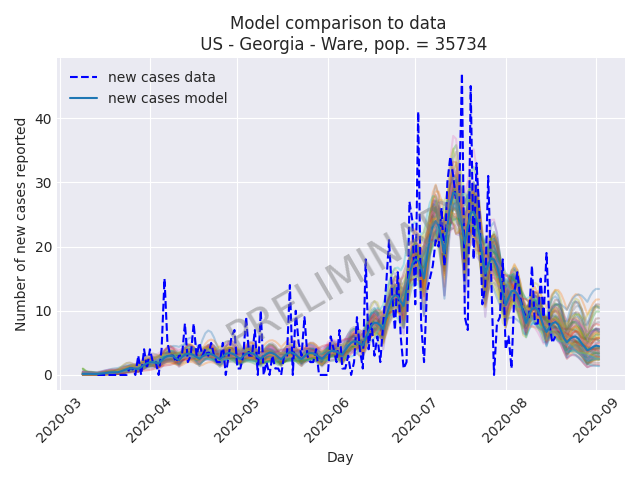 Model comparison to data
US - Georgia - Ware, pop. = 35734
new cases data
new cases model
Number of new cases reported
40
30
20
10
0
PRELIMINARY
2020-03
2020-04
2020-05
2020-06
2020-07
2020-08
2020-09
Day